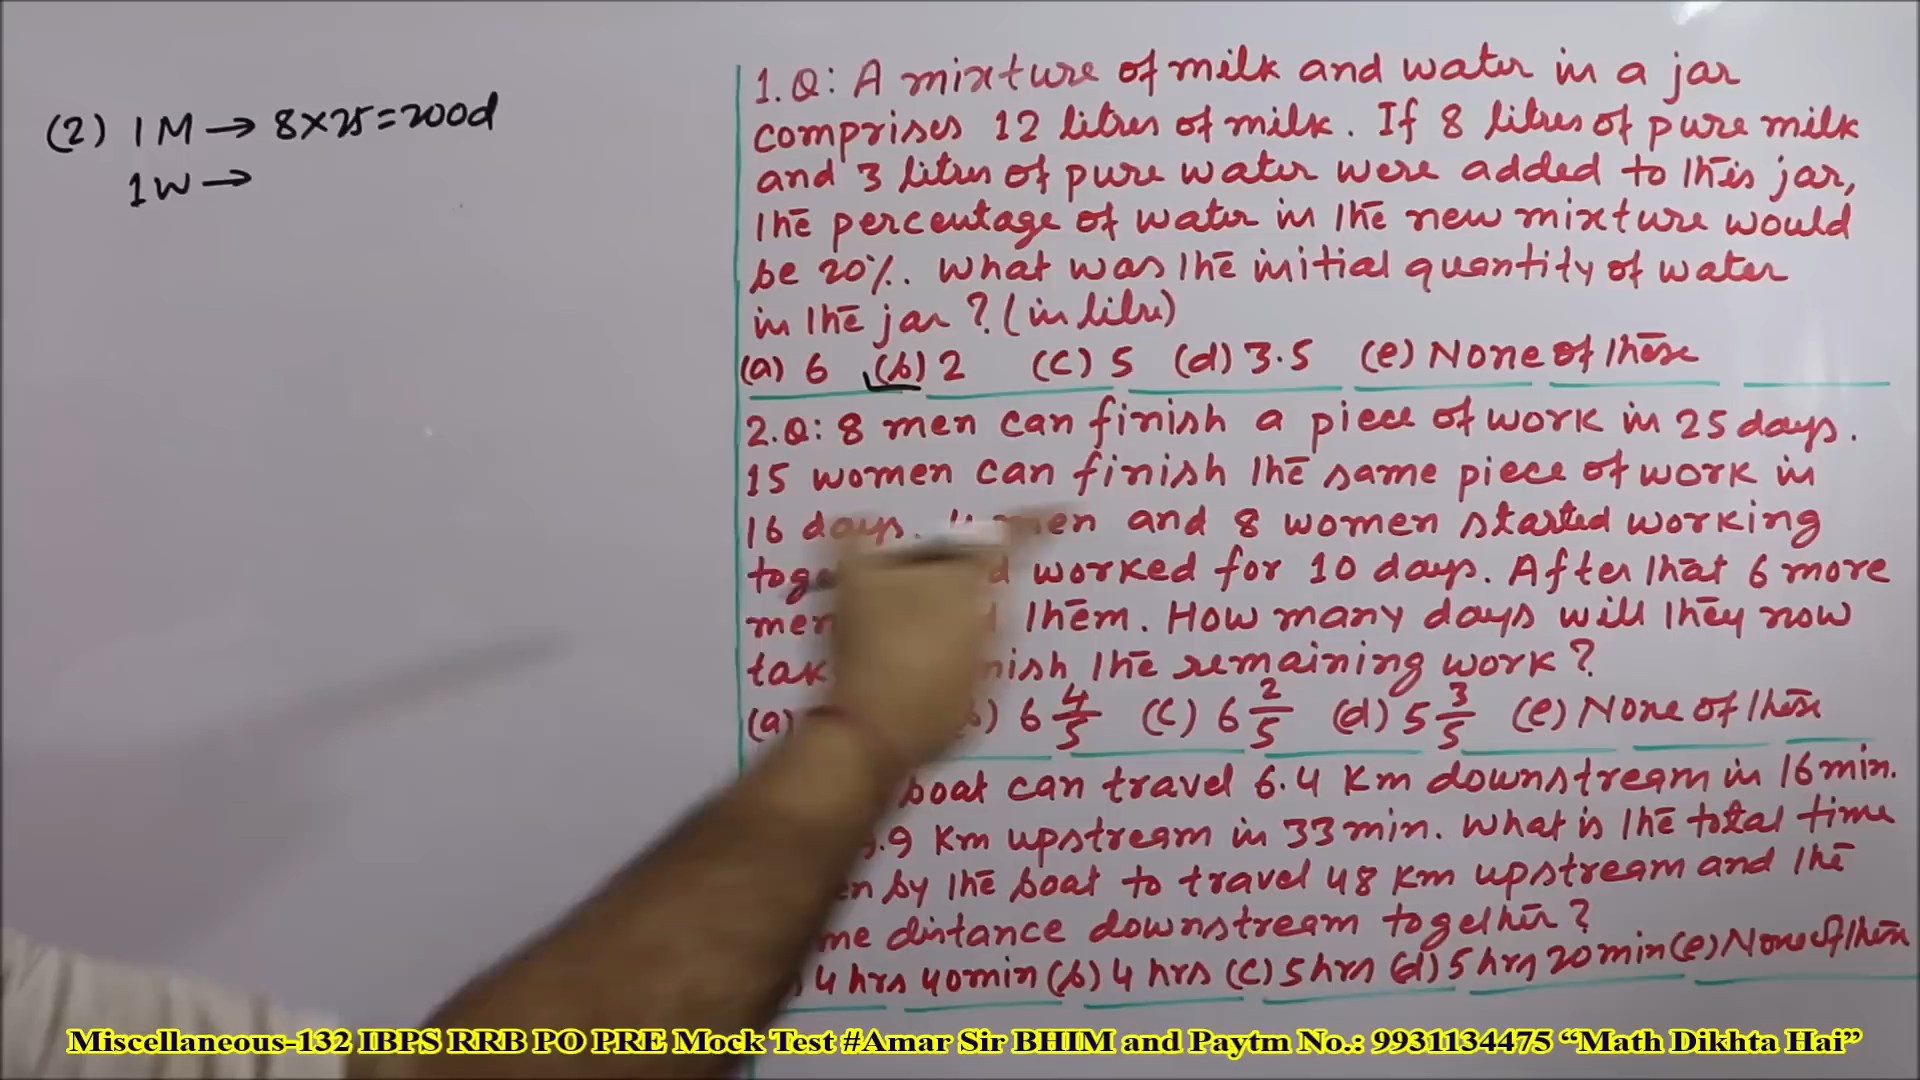 (2) 1 M → 8×25=200d
1 W →
1.Q: A mixture of milk and water in a jar
comprises 12 litres of milk. If 8 litres of pure milk
and 3 litres of pure water were added to this jar,
the percentage of water in the new mixture would
be 20%. What was the initial quantity of water
in the jar ? (in litre)
(a) 6 (b) 2 (c) 5 (d) 3.5 (e) None of these
2.Q: 8 men can finish a piece of work in 25 days.
15 women can finish the same piece of work in
16 days. men and 8 women started working
worked for 10 days. After that 6 more
men them. How many days will they now
the remaining work ?
(a) 6 4/5 (c) 6 2/5 (d) 5 3/5 (e) None of these
boat can travel 6.4 Km downstream in 16 min.
.9 Km upstream in 33 min. What is the total time
by the boat to travel 48 Km upstream and the
distance downstream together ?
4 hrs 40 min (b) 4 hrs (c) 5 hrs (d) 5 hrs 20 min (e) None of these
Miscellaneous-132 IBPS RRB PO PRE Mock Test #Amar Sir BHIM and Paytm No.: 9931134475 “Math Dikhta Hai”